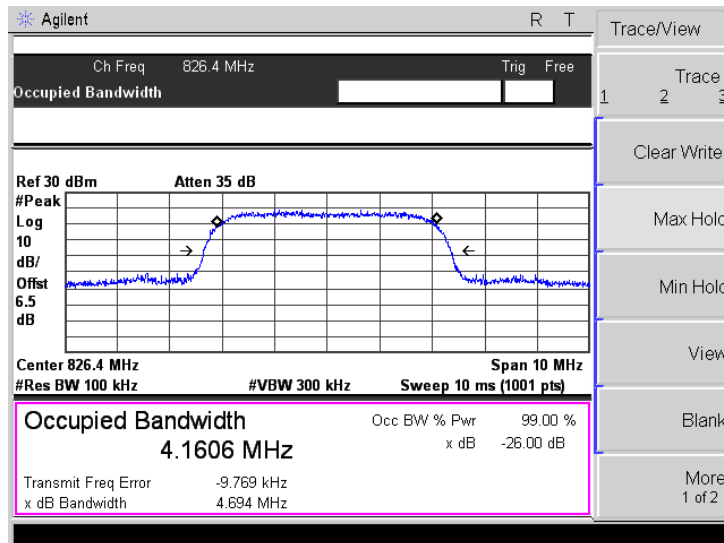 Agilent R T
Ch Freq 826.4 MHz Trig Free
Occupied Bandwidth
Ref 30 dBm Atten 35 dB
#Peak
Log
10
dB/
Offst
6.5
dB
Center 826.4 MHz Span 10 MHz
#Res BW 100 kHz #VBW 300 kHz Sweep 10 ms (1001 pts)
Occupied Bandwidth Occ BW % Pwr 99.00 %
4.1606 MHz x dB -26.00 dB
Transmit Freq Error -9.769 kHz
x dB Bandwidth 4.694 MHz
Trace/View
Trace
1 2 3
Clear Write
Max Hold
Min Hold
View
Blank
More
1 of 2